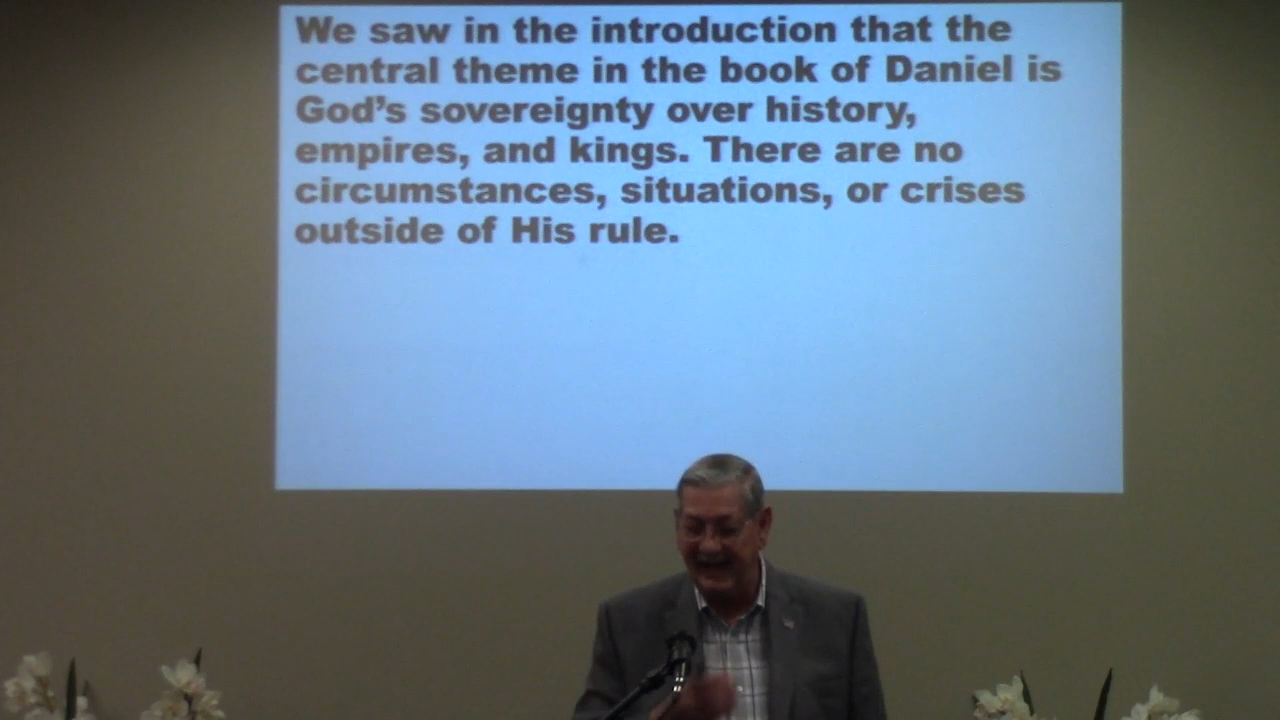 We saw in the introduction that the
central theme in the book of Daniel is
God’s sovereignty over history,
empires, and kings. There are no
circumstances, situations, or crises
outside of His rule.